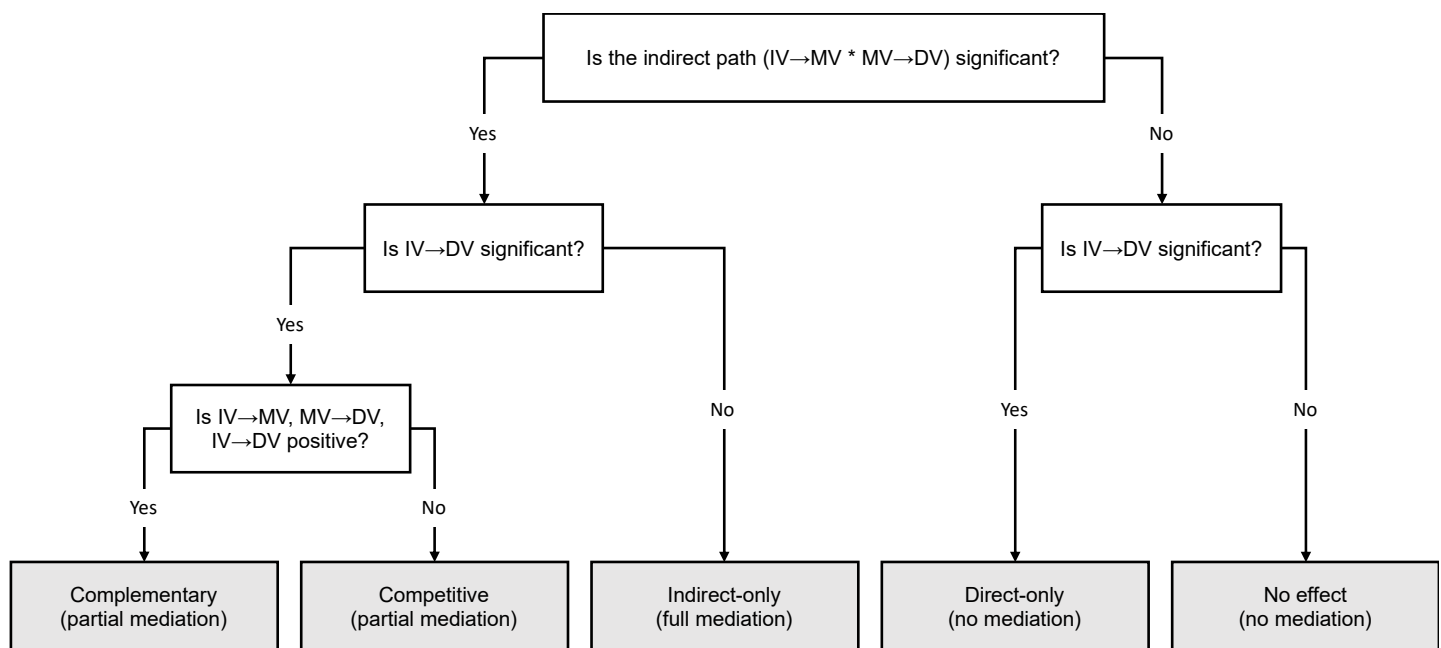 Is the indirect path (IV→MV * MV→DV) significant?
Yes
No
Is IV→DV significant?
Is IV→DV significant?
Yes
No
Yes
No
Is IV→MV, MV→DV,
IV→DV positive?
Yes
No
Complementary
(partial mediation)
Competitive
(partial mediation)
Indirect-only
(full mediation)
Direct-only
(no mediation)
No effect
(no mediation)